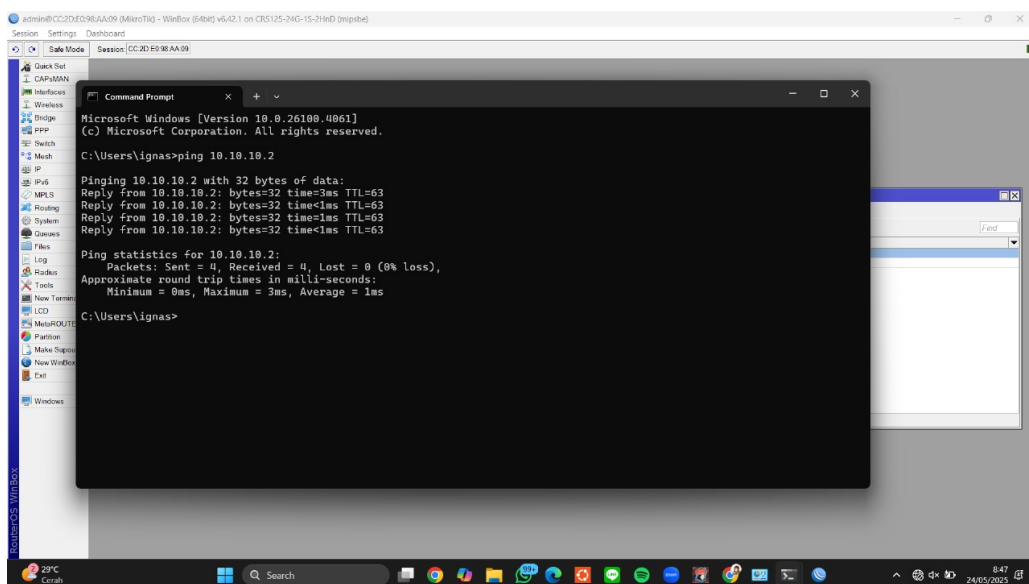 admin@CC:2D:E0:98:AA:09 (MikroTik) - WinBox (64bit) v6.42.1 on CRS125-24G-1S-2HnD (mipsbe)
Session Settings Dashboard
Safe Mode Session: CC:2D:E0:98:AA:09
Quick Set
CAPsMAN
Interfaces
Wireless
Bridge
PPP
Switch
Mesh
IP
IPv6
MPLS
Routing
System
Queues
Files
Log
Radius
Tools
New Termin
LCD
MetaROUTE
Partition
Make Supou
New WinBox
Exit
Windows
RouterOS WinBox
Command Prompt
Microsoft Windows [Version 10.0.26100.4061]
(c) Microsoft Corporation. All rights reserved.
C:\Users\ignas>ping 10.10.10.2
Pinging 10.10.10.2 with 32 bytes of data:
Reply from 10.10.10.2: bytes=32 time=3ms TTL=63
Reply from 10.10.10.2: bytes=32 time<1ms TTL=63
Reply from 10.10.10.2: bytes=32 time=1ms TTL=63
Reply from 10.10.10.2: bytes=32 time<1ms TTL=63
Ping statistics for 10.10.10.2:
Packets: Sent = 4, Received = 4, Lost = 0 (0% loss),
Approximate round trip times in milli-seconds:
Minimum = 0ms, Maximum = 3ms, Average = 1ms
C:\Users\ignas>
Find
2
29°C
Cerah
Search
99+
8:47
24/05/2025